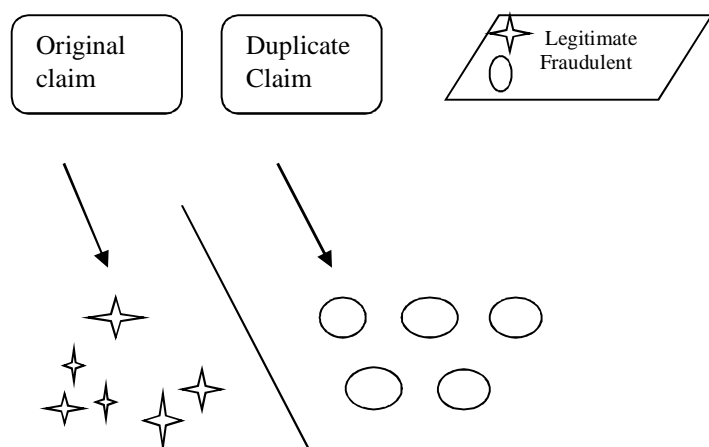 Original
claim
Duplicate
Claim
Legitimate
Fraudulent